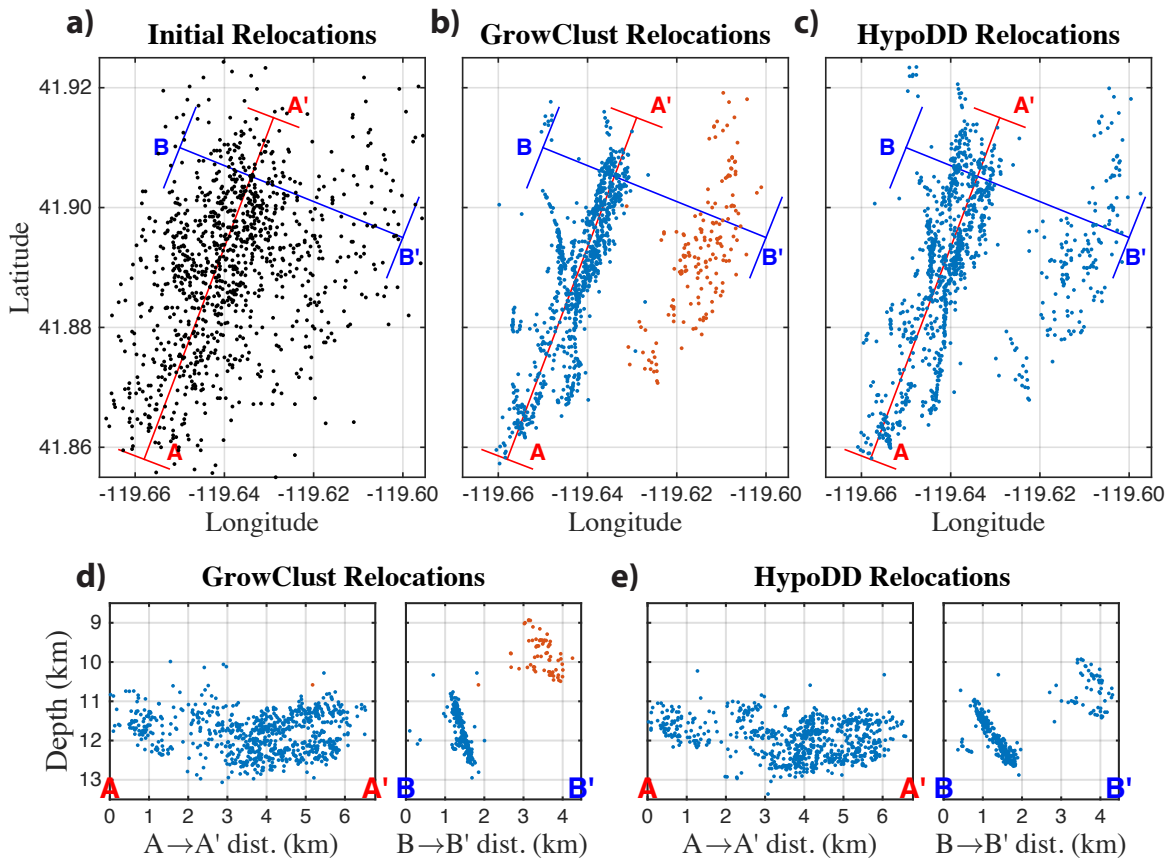 a)
Initial Relocations
b)
GrowClust Relocations
c)
HypoDD Relocations
Latitude
41.92
41.90
41.88
41.86
A'
B
B'
A
-119.66
-119.64
-119.62
-119.60
Longitude
A'
B
B'
A
-119.66
-119.64
-119.62
-119.60
Longitude
A'
B
B'
A
-119.66
-119.64
-119.62
-119.60
Longitude
d)
GrowClust Relocations
e)
HypoDD Relocations
Depth (km)
9
10
11
12
13
A
A'
0 1 2 3 4 5 6
A→A' dist. (km)
B
B'
0 1 2 3 4
B→B' dist. (km)
A
A'
0 1 2 3 4 5 6
A→A' dist. (km)
B
B'
0 1 2 3 4
B→B' dist. (km)